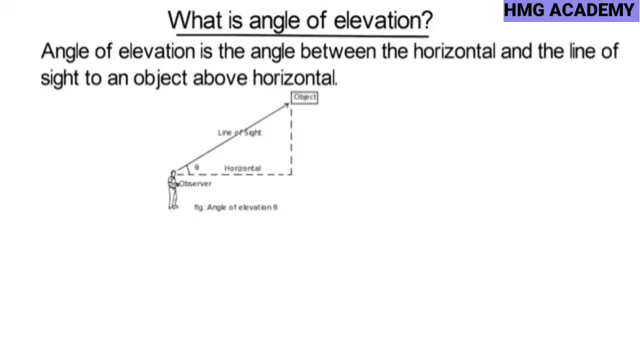 HMG ACADEMY
What is angle of elevation?
Angle of elevation is the angle between the horizontal and the line of
sight to an object above horizontal.
Object
Line of Sight
θ
Horizontal
Observer
fig. Angle of elevation θ